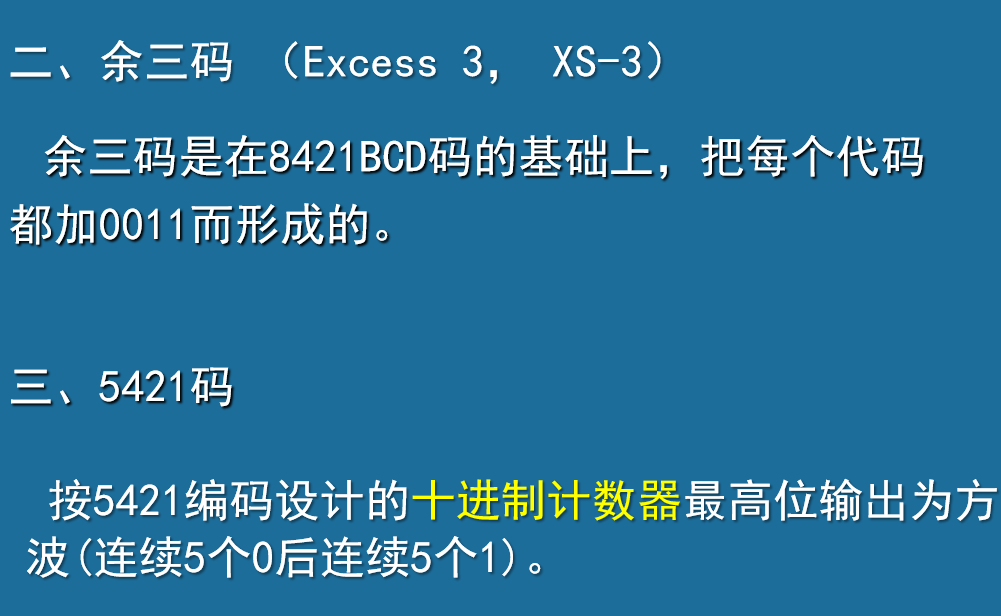 二、余三码 （Excess 3， XS-3）
余三码是在8421BCD码的基础上，把每个代码
都加0011而形成的。
三、5421码
按5421编码设计的十进制计数器最高位输出为方
波(连续5个0后连续5个1)。